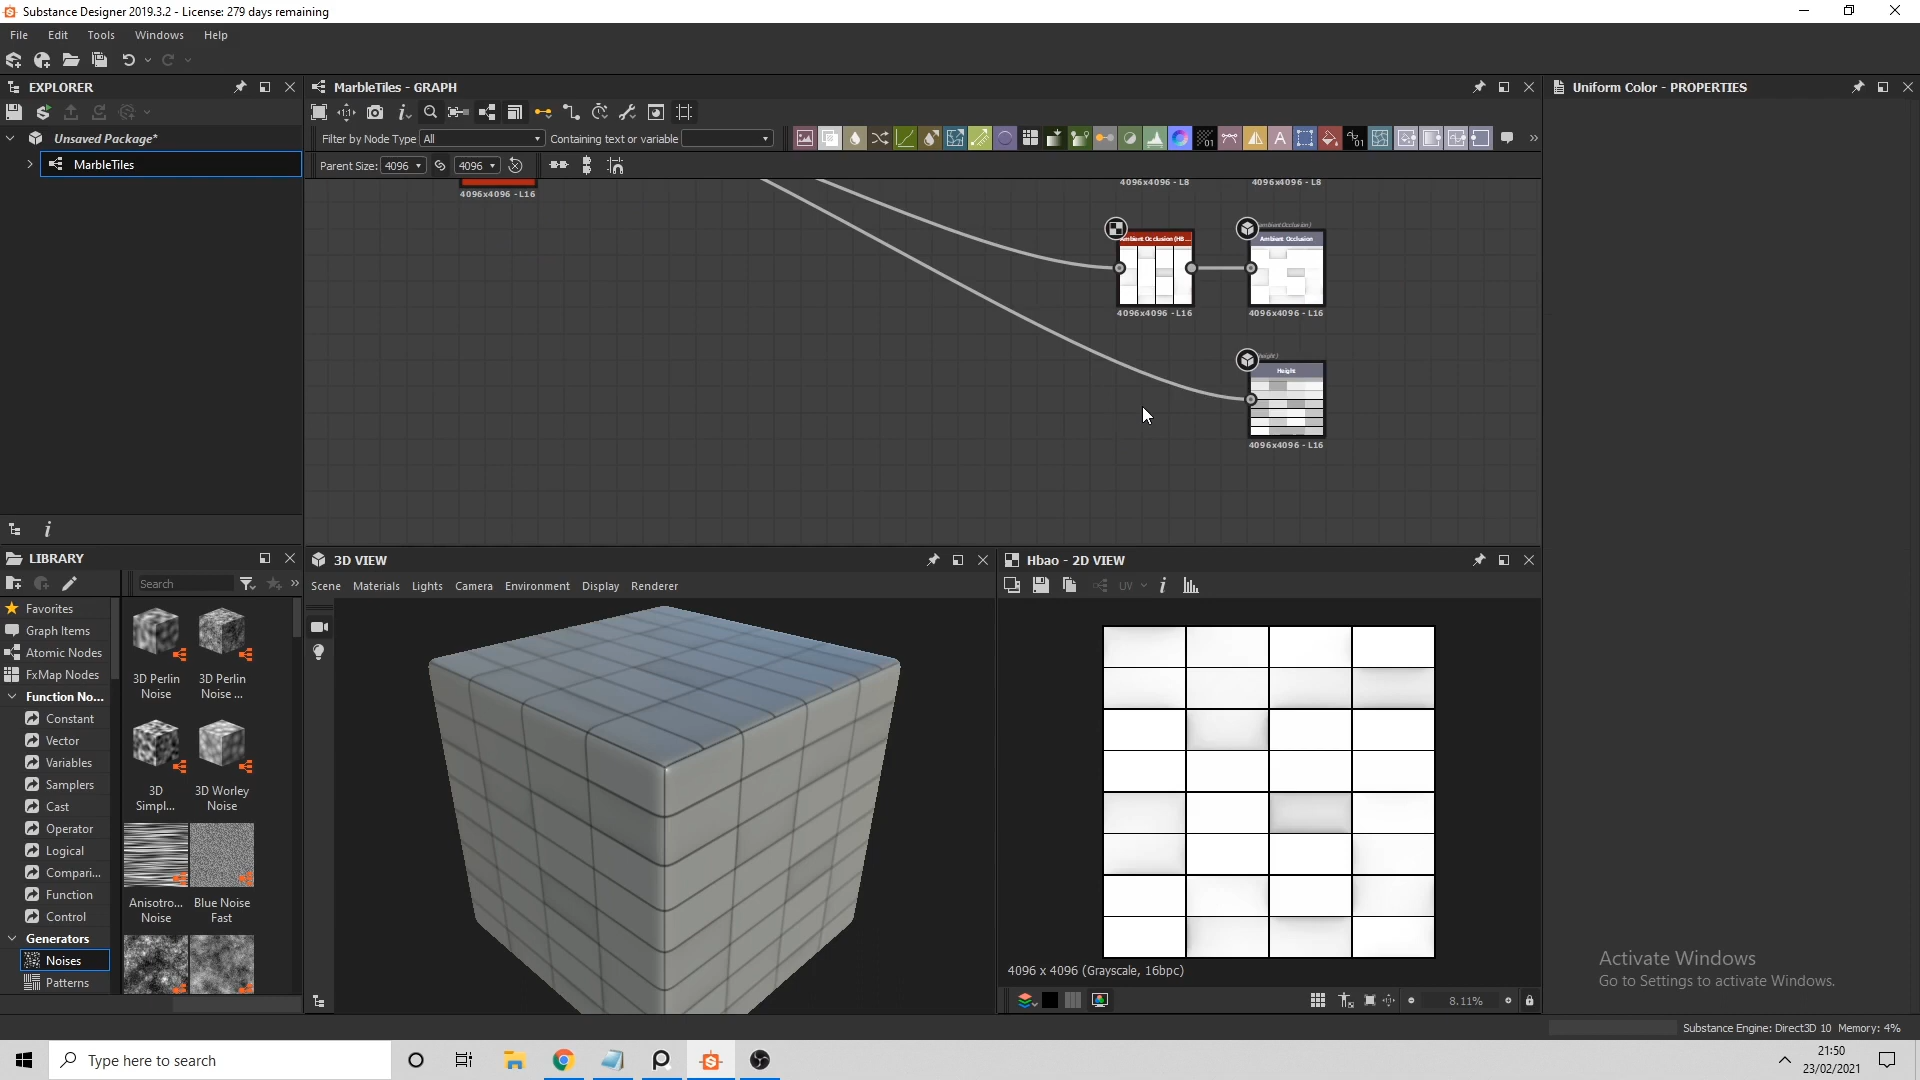 Substance Designer 2019.3.2 - License: 279 days remaining
File Edit Tools Windows Help
EXPLORER
Unsaved Package*
MarbleTiles
MarbleTiles - GRAPH
Filter by Node Type All Containing text or variable
Parent Size: 4096 4096
4096x4096 - L16
4096x4096 - L8 4096x4096 - L8
Ambient Occlusion
4096x4096 - L16 4096x4096 - L16
Height
4096x4096 - L16
Uniform Color - PROPERTIES
LIBRARY
Search
Favorites
Graph Items
Atomic Nodes
FxMap Nodes
Function No...
Constant
Vector
Variables
Samplers
Cast
Operator
Logical
Compari...
Function
Control
Generators
Noises
Patterns
3D Perlin Noise
3D Perlin Noise ...
3D Simpl...
3D Worley Noise
Anisotro... Noise
Blue Noise Fast
3D VIEW
Scene Materials Lights Camera Environment Display Renderer
Hbao - 2D VIEW
UV
4096 x 4096 (Grayscale, 16bpc)
8.11%
Activate Windows
Go to Settings to activate Windows.
Substance Engine: Direct3D 10 Memory: 4%
Type here to search
21:50
23/02/2021